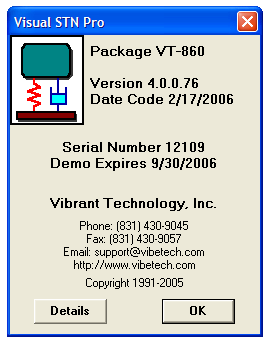 Visual STN Pro
Package VT-860
Version 4.0.0.76
Date Code 2/17/2006
Serial Number 12109
Demo Expires 9/30/2006
Vibrant Technology, Inc.
Phone: (831) 430-9045
Fax: (831) 430-9057
Email: support@vibetech.com
http://www.vibetech.com
Copyright 1991-2005
Details
OK